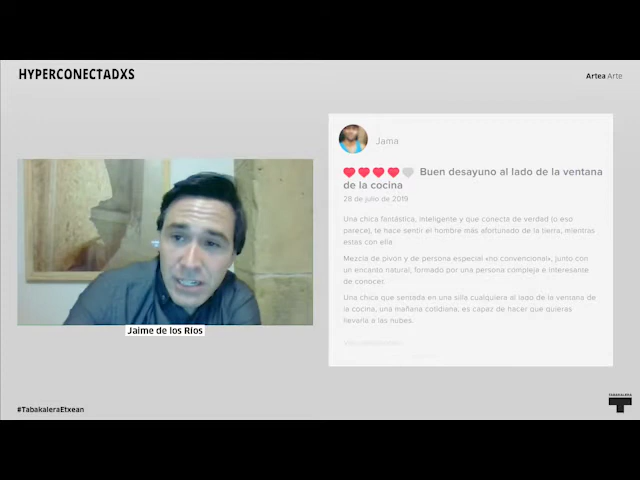 HYPERCONECTADXS
Artea Arte
Jama
Buen desayuno al lado de la ventana
de la cocina
28 de julio de 2019
Una chica fantástica, inteligente y que conecta de verdad (o eso
parece), te hace sentir el hombre más afortunado de la tierra, mientras
estas con ella.
Mezcla de pivon y de persona especial «no convencional», junto con
un encanto natural, formado por una persona compleja e interesante
de conocer.
Una chica que sentada en una silla cualquiera al lado de la ventana de
la cocina, una mañana cotidiana, es capaz de hacer que quieras
llevarla a las nubes.
Jaime de los Ríos
#TabakaleraEtxean
TABAKALERA